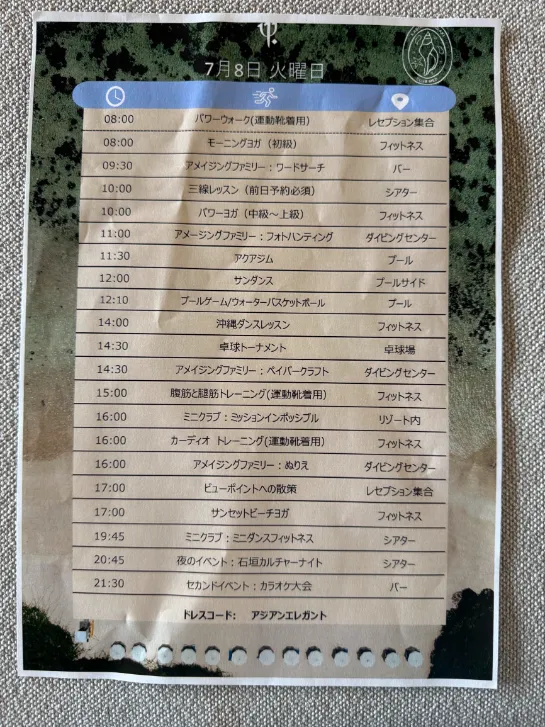 7月8日 火曜日
08:00 パワーウォーク(運動靴着用) レセプション集合
08:00 モーニングヨガ（初級） フィットネス
09:30 アメイジングファミリー：ワードサーチ バー
10:00 三線レッスン（前日予約必須） シアター
10:00 パワーヨガ（中級～上級） フィットネス
11:00 アメージングファミリー：フォトハンティング ダイビングセンター
11:30 アクアジム プール
12:00 サンダンス プールサイド
12:10 プールゲーム/ウォーターバスケットボール プール
14:00 沖縄ダンスレッスン フィットネス
14:30 卓球トーナメント 卓球場
14:30 アメイジングファミリー：ペイパークラフト ダイビングセンター
15:00 腹筋と腿筋トレーニング(運動靴着用) フィットネス
16:00 ミニクラブ：ミッションインポッシブル リゾート内
16:00 カーディオ トレーニング(運動靴着用) フィットネス
16:00 アメイジングファミリー：ぬりえ ダイビングセンター
17:00 ビューポイントへの散策 レセプション集合
17:00 サンセットビーチヨガ フィットネス
19:45 ミニクラブ：ミニダンスフィットネス シアター
20:45 夜のイベント：石垣カルチャーナイト シアター
21:30 セカンドイベント：カラオケ大会 バー
ドレスコード: アジアンエレガント